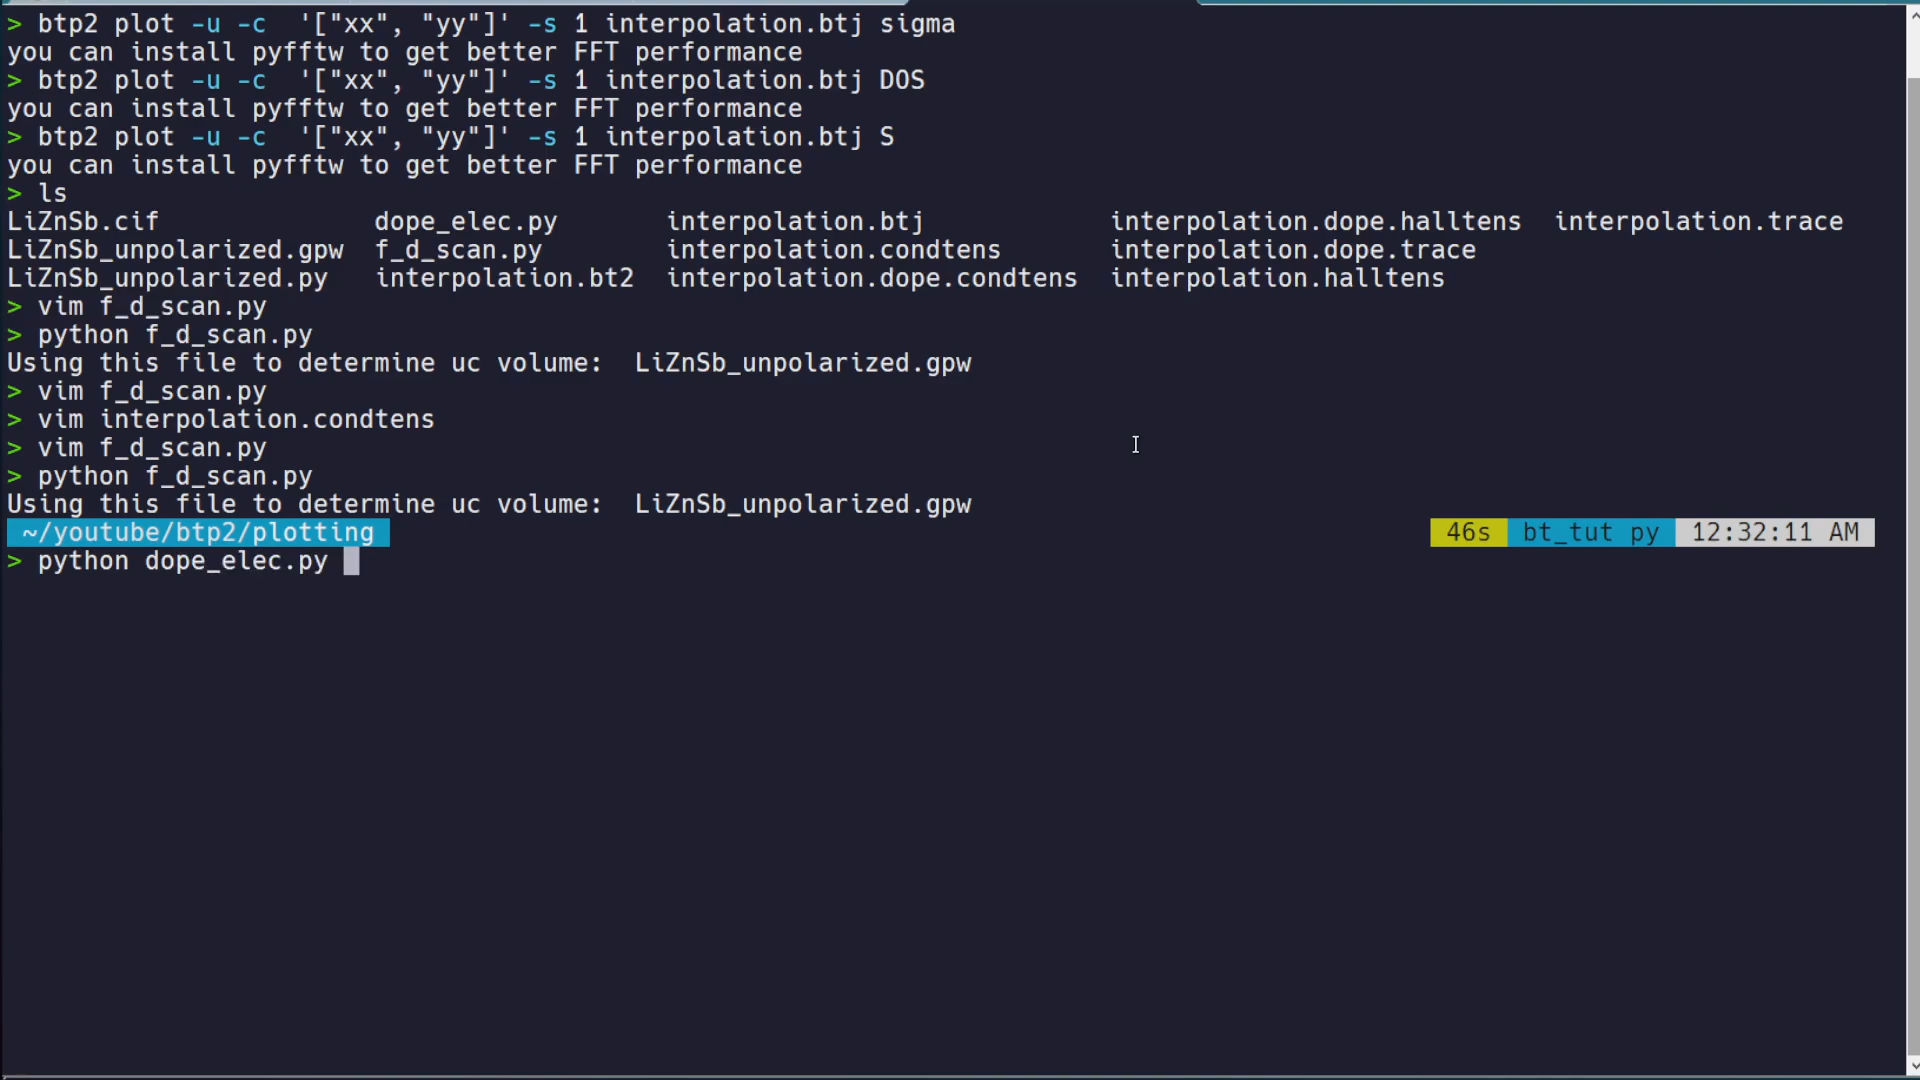 > btp2 plot -u -c  '["xx", "yy"]' -s 1 interpolation.btj sigma
you can install pyfftw to get better FFT performance
> btp2 plot -u -c  '["xx", "yy"]' -s 1 interpolation.btj DOS
you can install pyfftw to get better FFT performance
> btp2 plot -u -c  '["xx", "yy"]' -s 1 interpolation.btj S
you can install pyfftw to get better FFT performance
> ls
LiZnSb.cif              dope_elec.py       interpolation.btj            interpolation.dope.halltens  interpolation.trace
LiZnSb_unpolarized.gpw  f_d_scan.py        interpolation.condtens       interpolation.dope.trace
LiZnSb_unpolarized.py   interpolation.bt2  interpolation.dope.condtens  interpolation.halltens
> vim f_d_scan.py
> python f_d_scan.py
Using this file to determine uc volume:  LiZnSb_unpolarized.gpw
> vim f_d_scan.py
> vim interpolation.condtens
> vim f_d_scan.py
> python f_d_scan.py
Using this file to determine uc volume:  LiZnSb_unpolarized.gpw
~/youtube/btp2/plotting 46s bt_tut py 12:32:11 AM
> python dope_elec.py